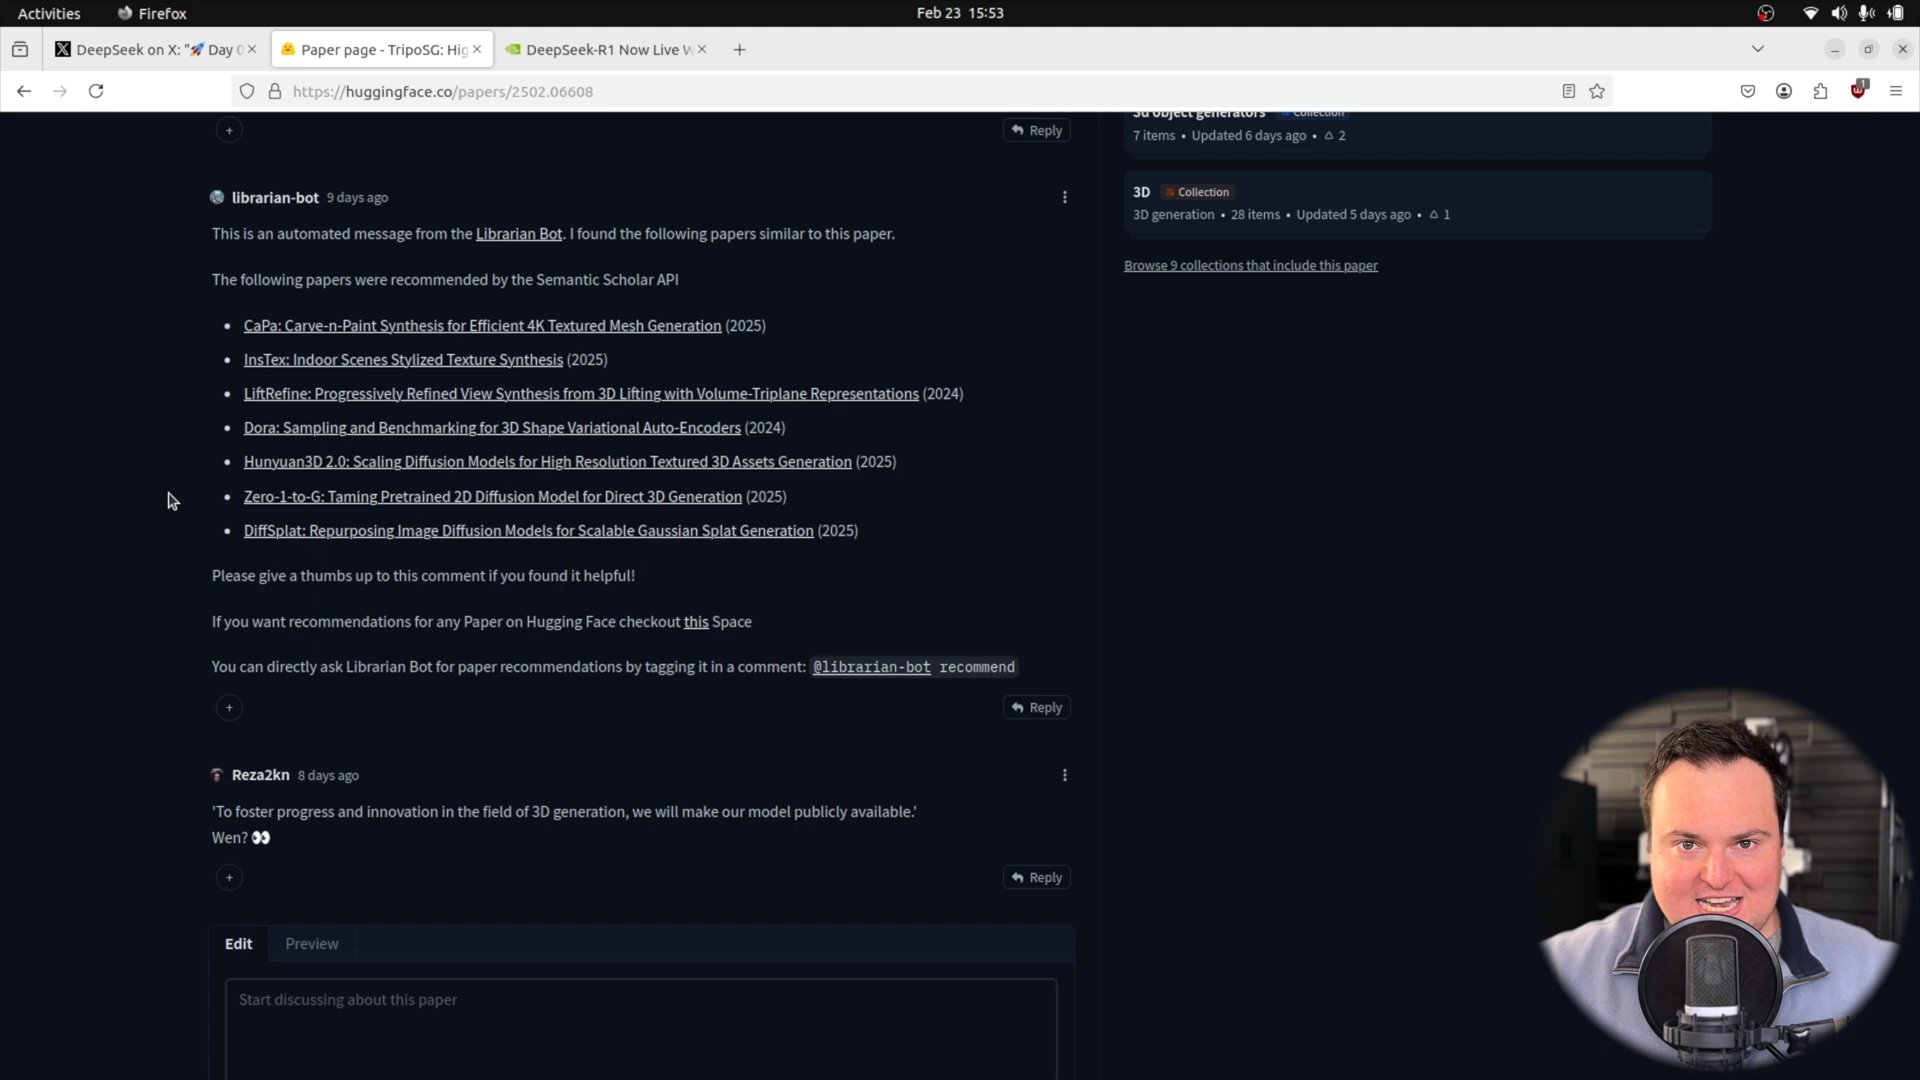 Activities
Firefox
Feb 23 15:53
DeepSeek on X: "🚀 Day 0
Paper page - TripoSG: Hig
DeepSeek-R1 Now Live W
https://huggingface.co/papers/2502.06608
1
Reply
3d object generators Collection
7 items • Updated 6 days ago • 2
librarian-bot 9 days ago
3D Collection
3D generation • 28 items • Updated 5 days ago • 1
This is an automated message from the Librarian Bot. I found the following papers similar to this paper.
Browse 9 collections that include this paper
The following papers were recommended by the Semantic Scholar API
CaPa: Carve-n-Paint Synthesis for Efficient 4K Textured Mesh Generation (2025)
InsTex: Indoor Scenes Stylized Texture Synthesis (2025)
LiftRefine: Progressively Refined View Synthesis from 3D Lifting with Volume-Triplane Representations (2024)
Dora: Sampling and Benchmarking for 3D Shape Variational Auto-Encoders (2024)
Hunyuan3D 2.0: Scaling Diffusion Models for High Resolution Textured 3D Assets Generation (2025)
Zero-1-to-G: Taming Pretrained 2D Diffusion Model for Direct 3D Generation (2025)
DiffSplat: Repurposing Image Diffusion Models for Scalable Gaussian Splat Generation (2025)
Please give a thumbs up to this comment if you found it helpful!
If you want recommendations for any Paper on Hugging Face checkout this Space
You can directly ask Librarian Bot for paper recommendations by tagging it in a comment: @librarian-bot recommend
+
Reply
Reza2kn 8 days ago
'To foster progress and innovation in the field of 3D generation, we will make our model publicly available.'
Wen? 👀
+
Reply
Edit
Preview
Start discussing about this paper